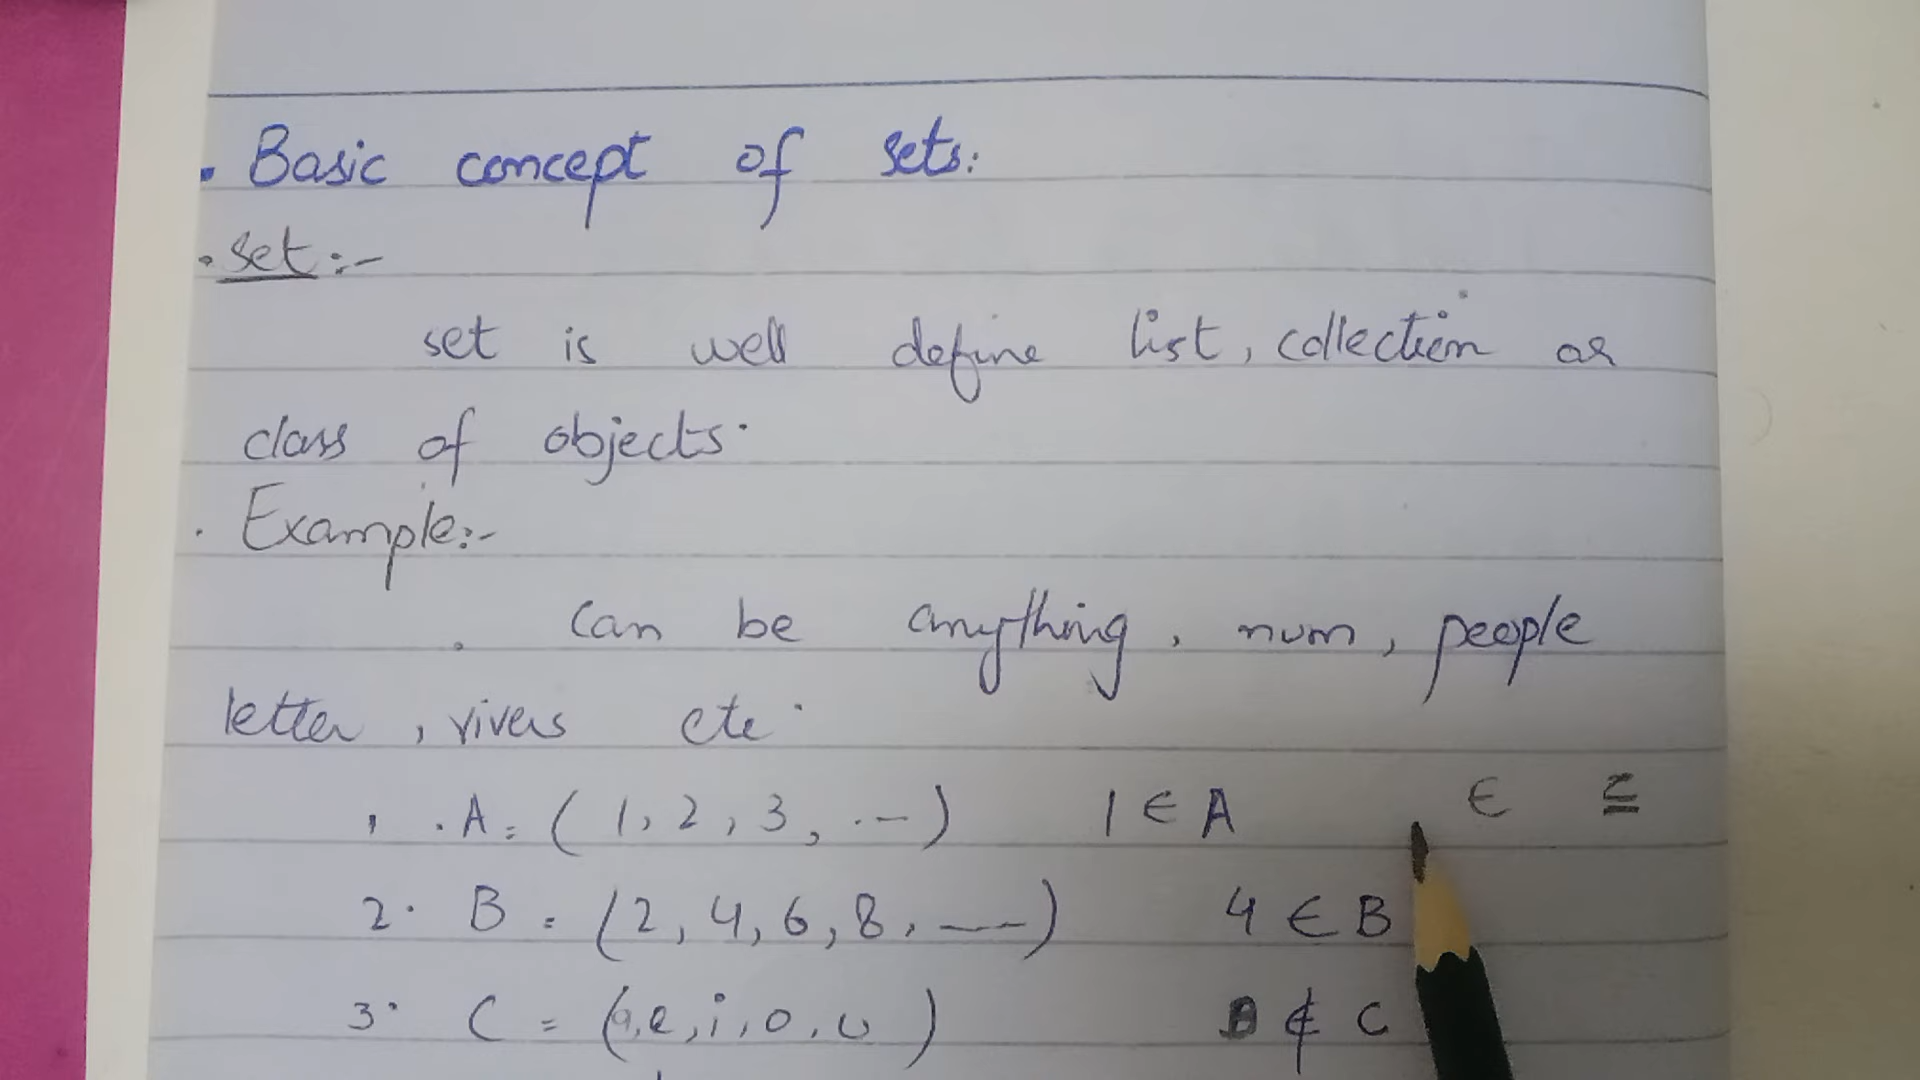 . Basic concept of sets:
. set :-
set is well define list, collection or
class of objects.
. Example:-
. Can be anything, num, people
letter, rivers etc.
1 . A = ( 1, 2, 3, .-- ) 1 ∈ A ∈ ⊆
2. B = ( 2, 4, 6, 8, --- ) 4 ∈ B
3. C = (a, e, i, o, u ) ∉ C